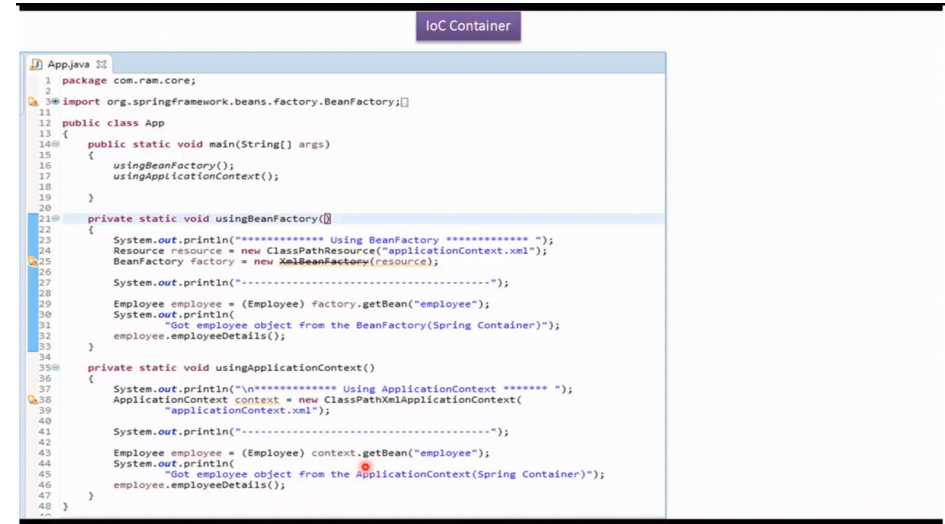 IoC Container
App.java
1 package com.ram.core;
2
3 import org.springframework.beans.factory.BeanFactory;
11
12 public class App
13 {
14 public static void main(String[] args)
15 {
16 usingBeanFactory();
17 usingApplicationContext();
18
19 }
20
21 private static void usingBeanFactory()
22 {
23 System.out.println("************* Using BeanFactory ************* ");
24 Resource resource = new ClassPathResource("applicationContext.xml");
25 BeanFactory factory = new XmlBeanFactory(resource);
26
27 System.out.println("---------------------------------------");
28
29 Employee employee = (Employee) factory.getBean("employee");
30 System.out.println(
31 "Got employee object from the BeanFactory(Spring Container)");
32 employee.employeeDetails();
33 }
34
35 private static void usingApplicationContext()
36 {
37 System.out.println("\n************* Using ApplicationContext ******* ");
38 ApplicationContext context = new ClassPathXmlApplicationContext(
39 "applicationContext.xml");
40
41 System.out.println("---------------------------------------");
42
43 Employee employee = (Employee) context.getBean("employee");
44 System.out.println(
45 "Got employee object from the ApplicationContext(Spring Container)");
46 employee.employeeDetails();
47 }
48 }